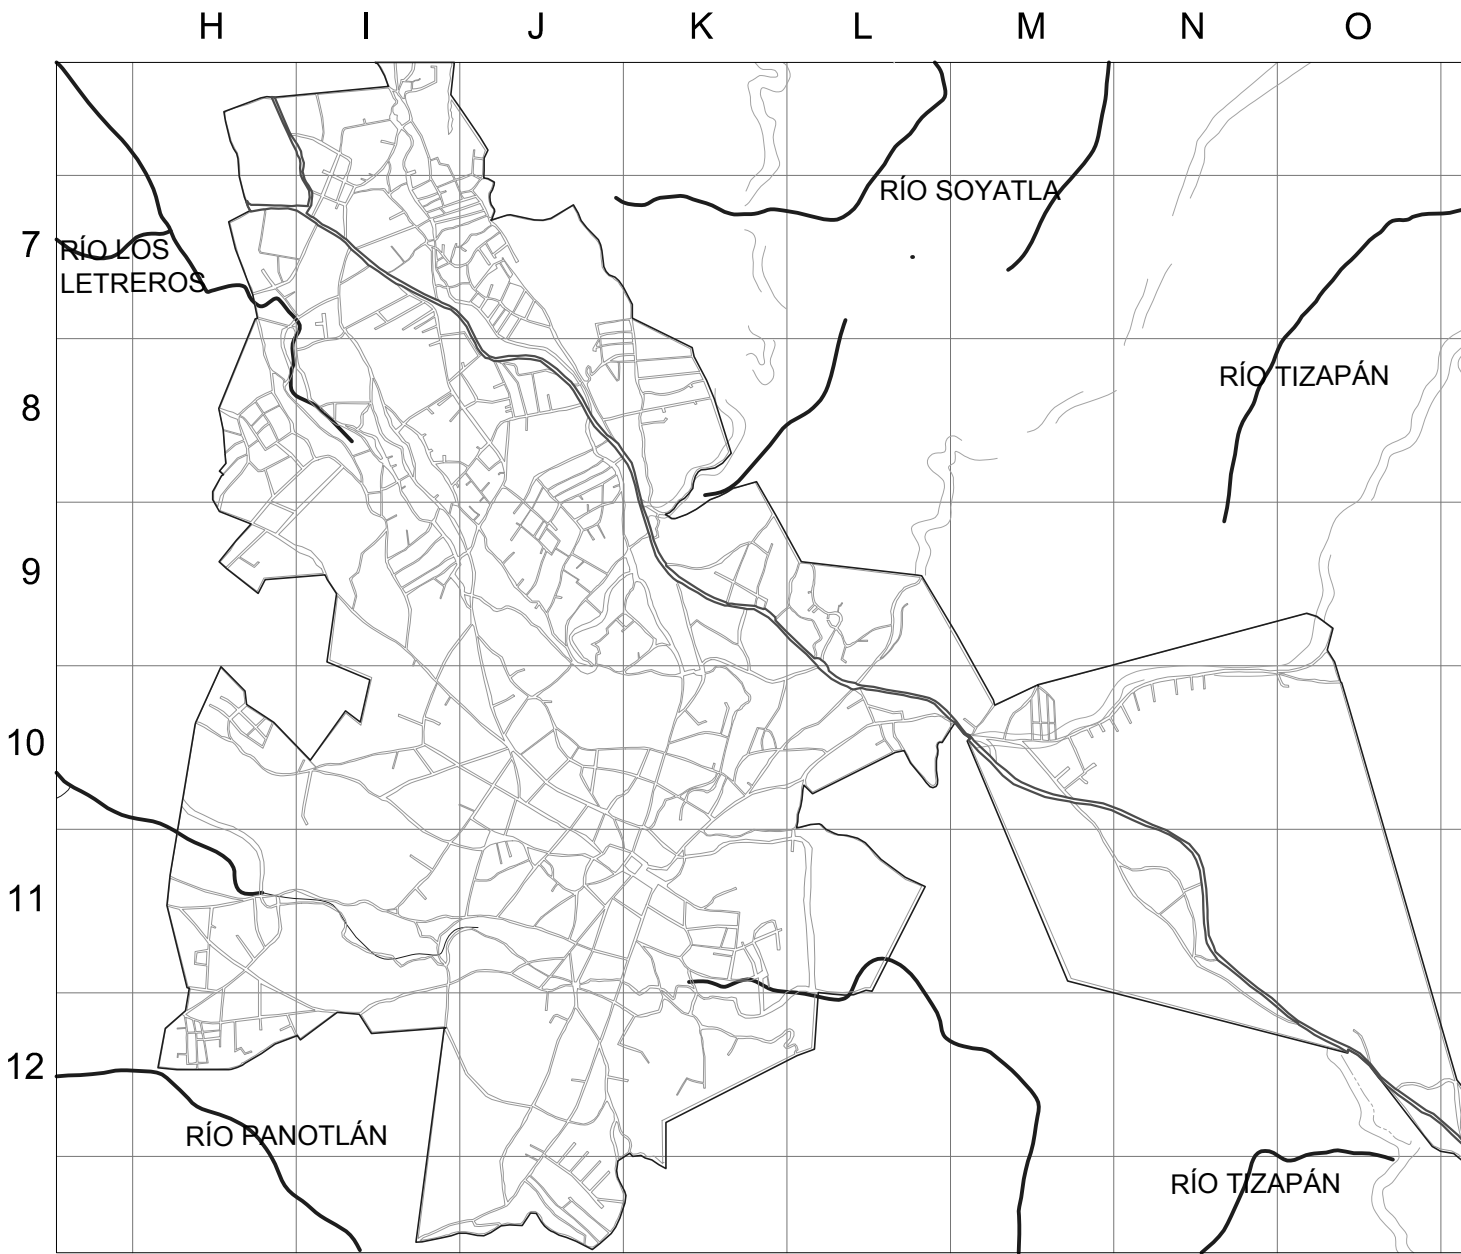 H I J K L M N O
RÍO SOYATLA
7
RÍO LOS
LETREROS
RÍO TIZAPÁN
8
9
10
11
12
RÍO PANOTLÁN
RÍO TIZAPÁN